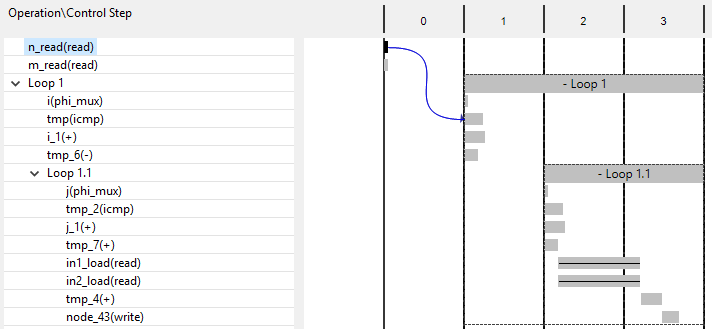 Operation\Control Step
0 1 2 3
n_read(read)
m_read(read)
Loop 1 - Loop 1
i(phi_mux)
tmp(icmp)
i_1(+)
tmp_6(-)
Loop 1.1 - Loop 1.1
j(phi_mux)
tmp_2(icmp)
j_1(+)
tmp_7(+)
in1_load(read)
in2_load(read)
tmp_4(+)
node_43(write)